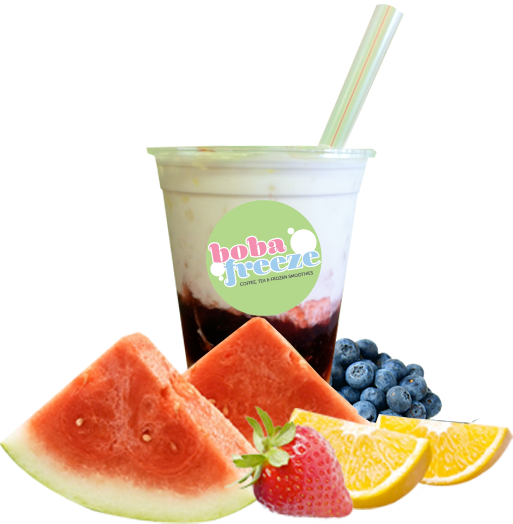 boba
freeze
COFFEE, TEA & FROZEN SMOOTHIES